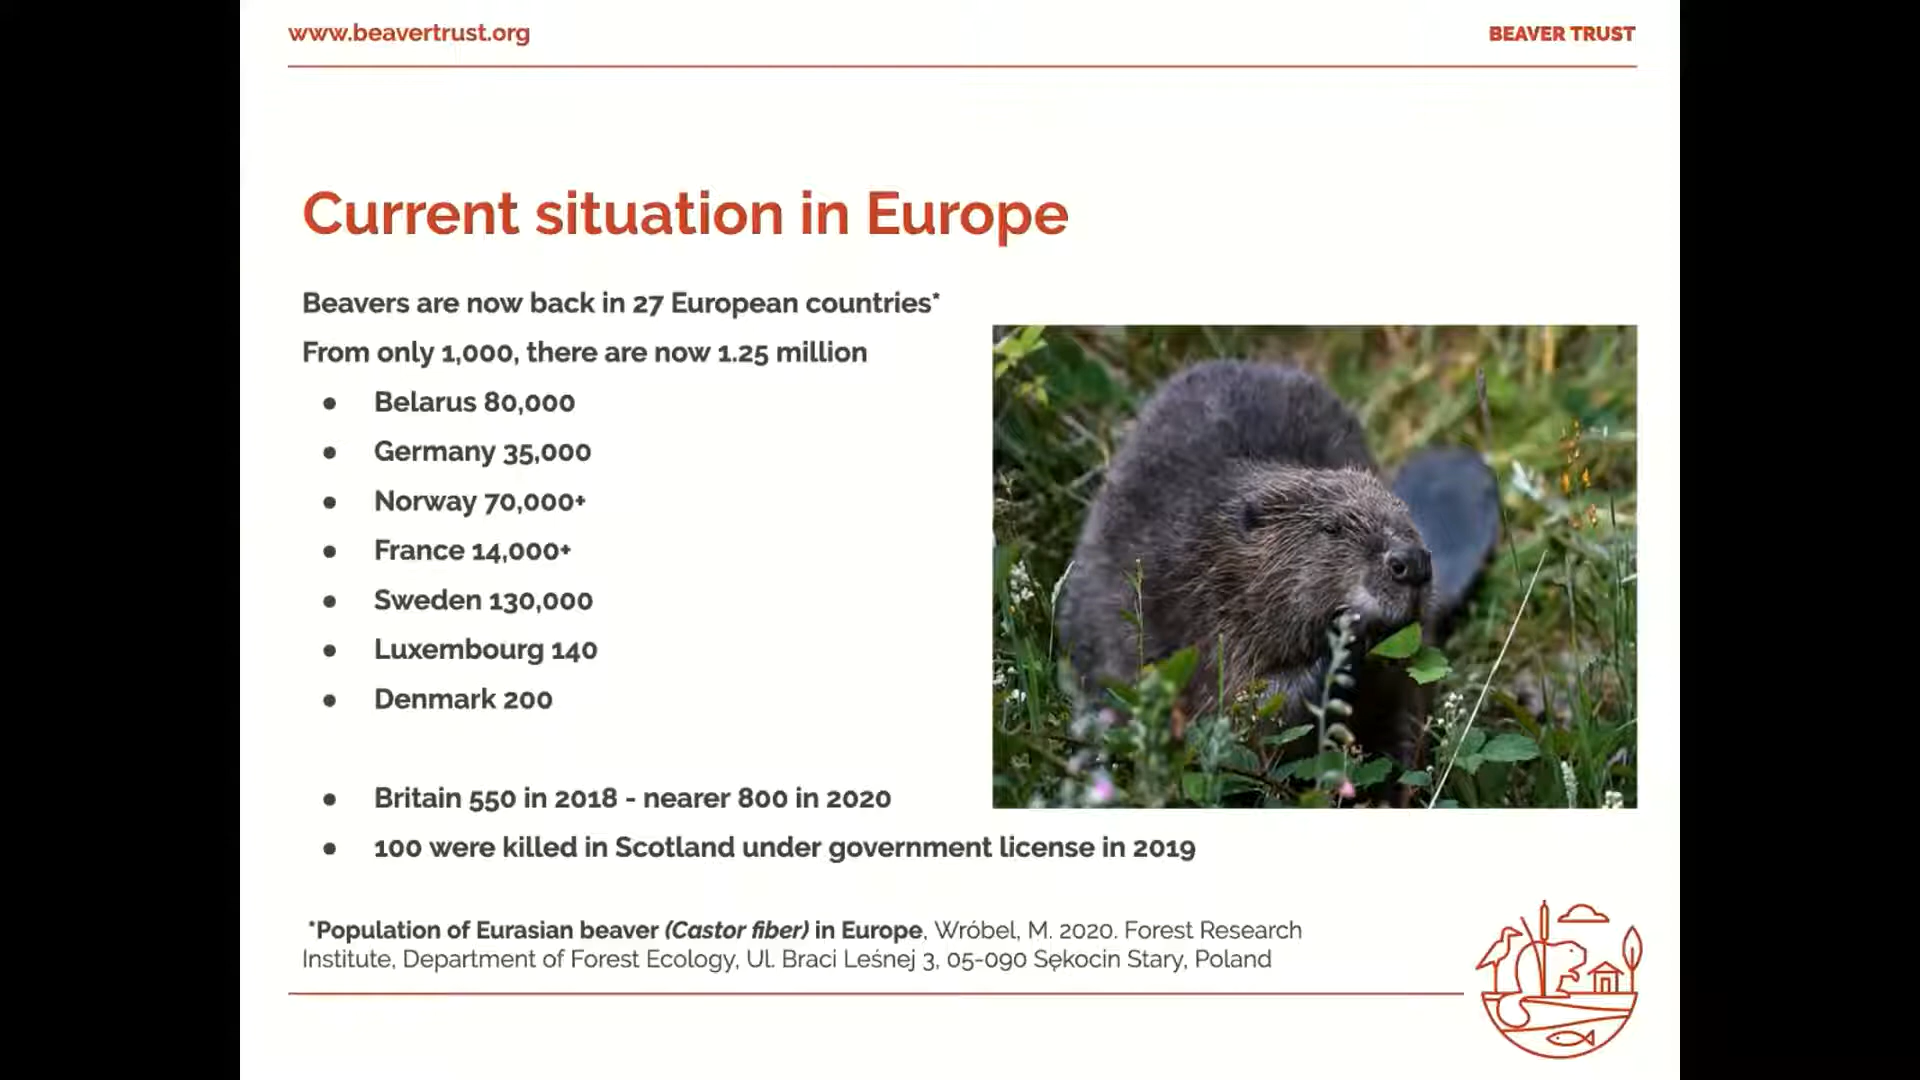 www.beavertrust.org
BEAVER TRUST
Current situation in Europe
Beavers are now back in 27 European countries*
From only 1,000, there are now 1.25 million
● Belarus 80,000
● Germany 35,000
● Norway 70,000+
● France 14,000+
● Sweden 130,000
● Luxembourg 140
● Denmark 200
● Britain 550 in 2018 - nearer 800 in 2020
● 100 were killed in Scotland under government license in 2019
*Population of Eurasian beaver (Castor fiber) in Europe, Wróbel, M. 2020. Forest Research
Institute, Department of Forest Ecology, Ul. Braci Leśnej 3, 05-090 Sękocin Stary, Poland